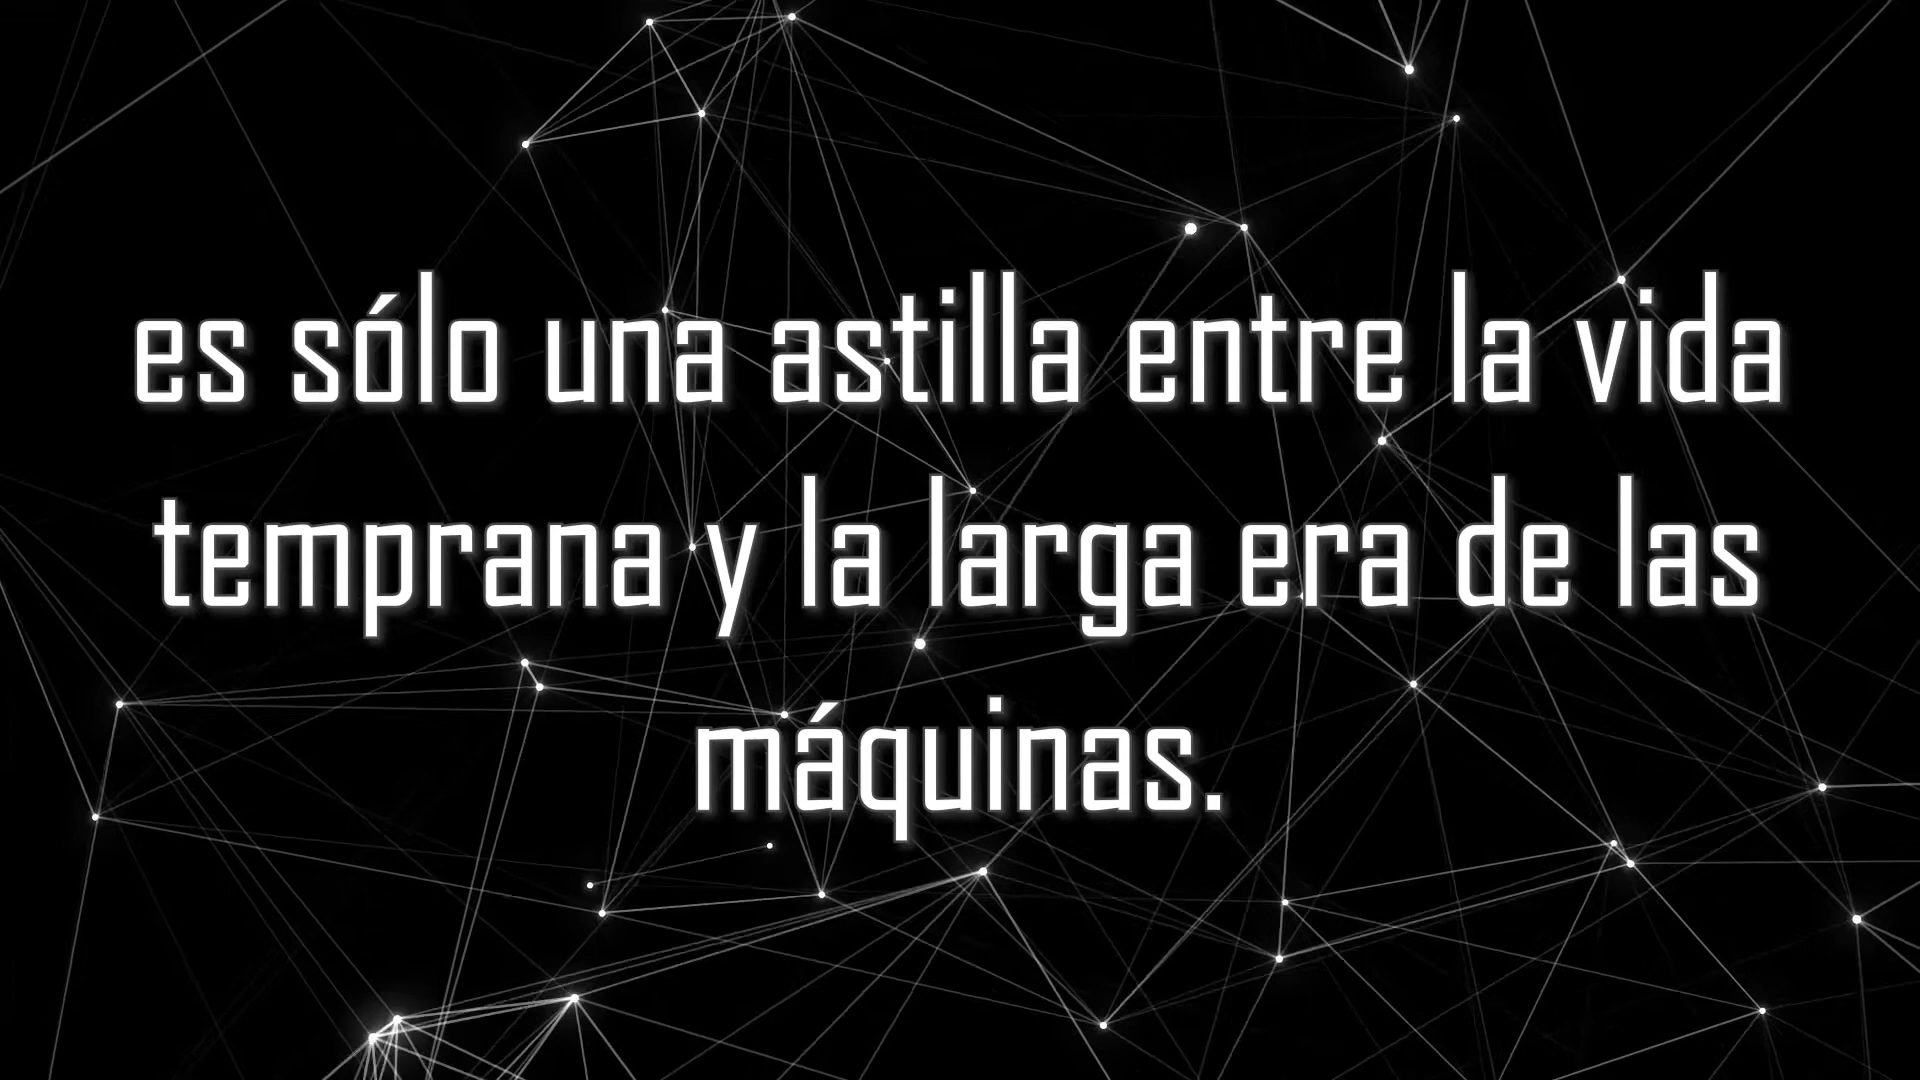 es sólo una astilla entre la vida
temprana y la larga era de las
máquinas.